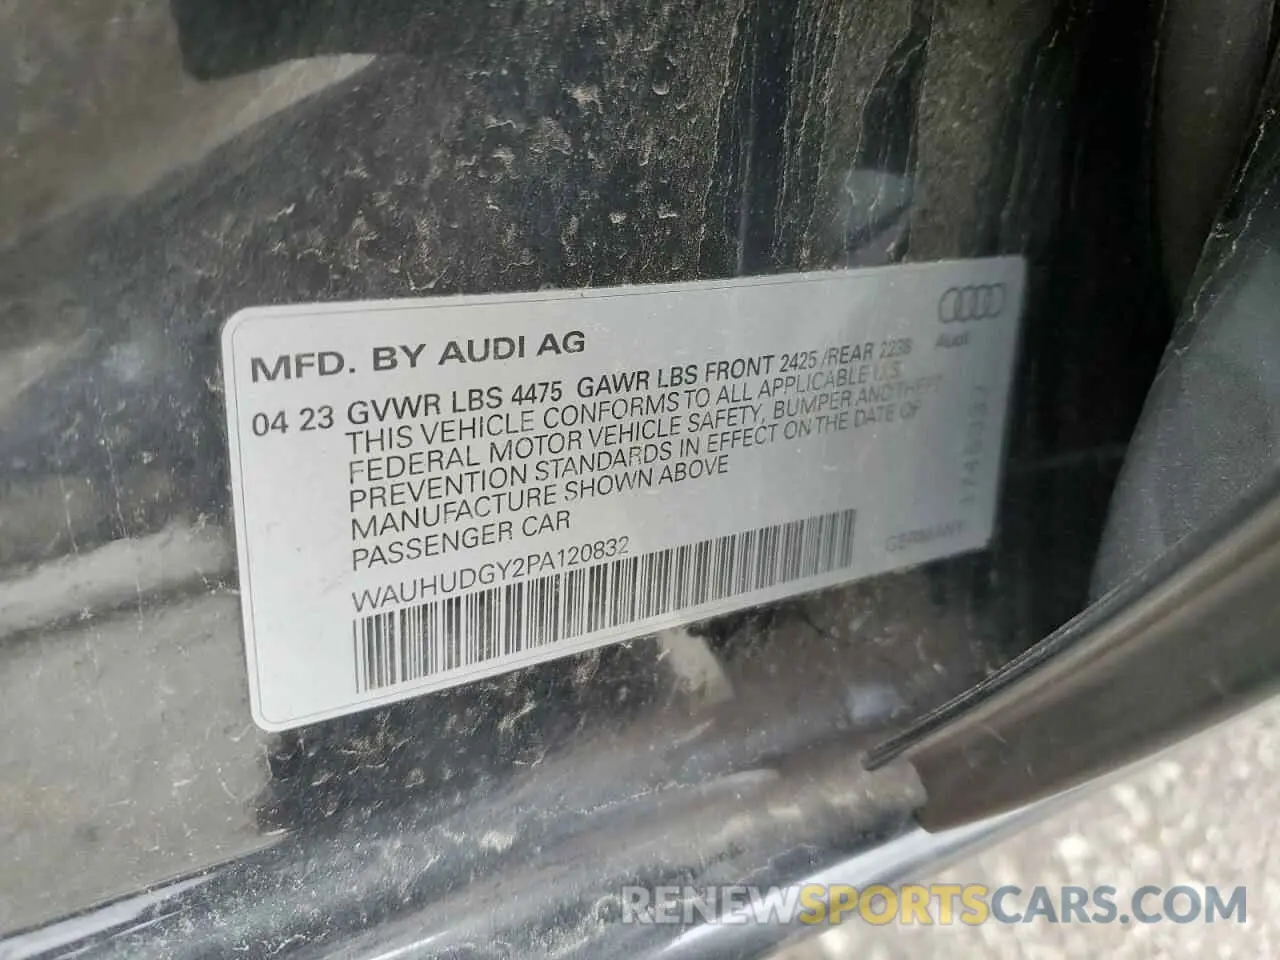 MFD. BY AUDI AG
Audi
04 23 GVWR LBS 4475 GAWR LBS FRONT 2425 /REAR 2238
THIS VEHICLE CONFORMS TO ALL APPLICABLE U.S.
FEDERAL MOTOR VEHICLE SAFETY, BUMPER AND THEFT
PREVENTION STANDARDS IN EFFECT ON THE DATE OF
MANUFACTURE SHOWN ABOVE
PASSENGER CAR
WAUHUDGY2PA120832
GERMANY
RENEWSPORTSCARS.COM